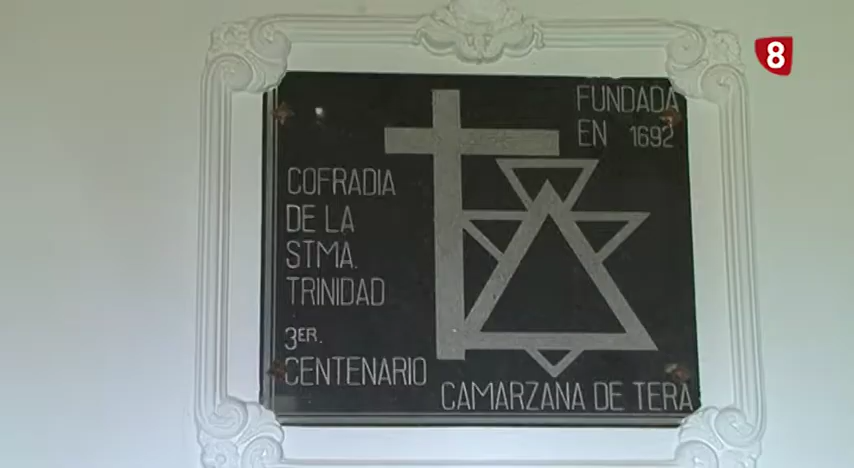 8
FUNDADA
EN 1692
COFRADIA
DE LA
STMA.
TRINIDAD
3ER.
CENTENARIO
CAMARZANA DE TERA